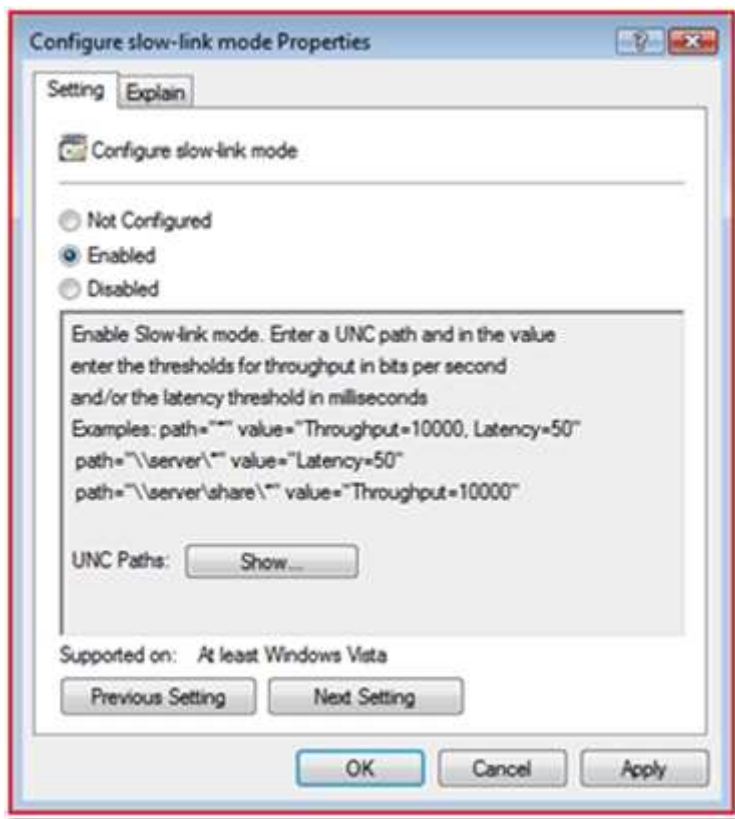 Configure slow-link mode Properties
Setting Explain
Configure slow-link mode
Not Configured
Enabled
Disabled
Enable Slow-link mode. Enter a UNC path and in the value
enter the thresholds for throughput in bits per second
and/or the latency threshold in milliseconds
Examples: path="*" value="Throughput=10000, Latency=50"
path="\\server\*" value="Latency=50"
path="\\server\share\*" value="Throughput=10000"
UNC Paths: Show...
Supported on: At least Windows Vista
Previous Setting Next Setting
OK Cancel Apply